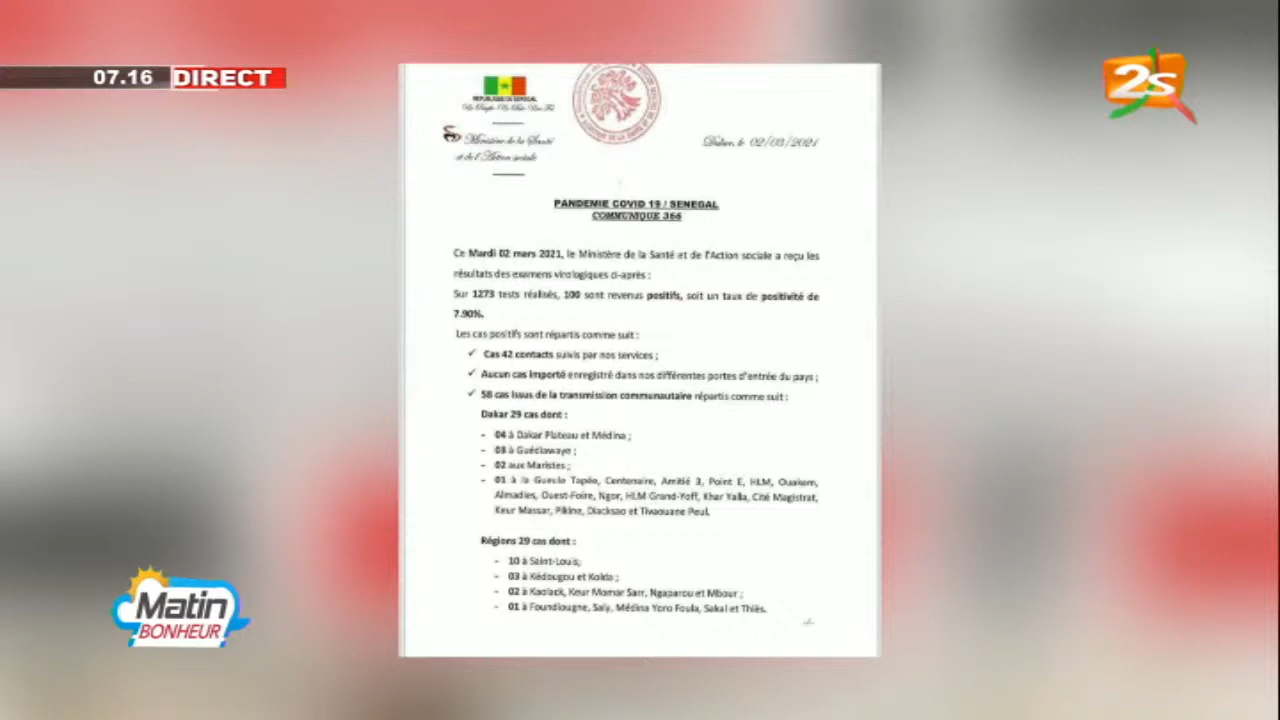 07.16 DIRECT
2s
REPUBLIQUE DU SENEGAL
Un Peuple - Un But - Une Foi
Ministère de la Santé
et de l'Action sociale
Dakar, le 02/03/2021
PANDEMIE COVID 19 / SENEGAL
COMMUNIQUE 366
Ce Mardi 02 mars 2021, le Ministère de la Santé et de l'Action sociale a reçu les
résultats des examens virologiques ci-après :
Sur 1273 tests réalisés, 100 sont revenus positifs, soit un taux de positivité de
7.90%.
Les cas positifs sont répartis comme suit :
✓ Cas 42 contacts suivis par nos services ;
✓ Aucun cas importé enregistré dans nos différentes portes d'entrée du pays ;
✓ 58 cas issus de la transmission communautaire répartis comme suit :
Dakar 29 cas dont :
- 04 à Dakar Plateau et Médina ;
- 03 à Guédiawaye ;
- 02 aux Maristes ;
- 01 à la Gueule Tapée, Centenaire, Amitié 3, Point E, HLM, Ouakam,
Almadies, Ouest-Foire, Ngor, HLM Grand-Yoff, Khar Yalla, Cité Magistrat,
Keur Massar, Pikine, Diacksao et Tivaouane Peul.
Régions 29 cas dont :
- 10 à Saint-Louis;
- 03 à Kédougou et Kolda ;
- 02 à Kaolack, Keur Momar Sarr, Ngaparou et Mbour ;
- 01 à Foundiougne, Saly, Médina Yoro Foula, Sakal et Thiès.
Matin
BONHEUR